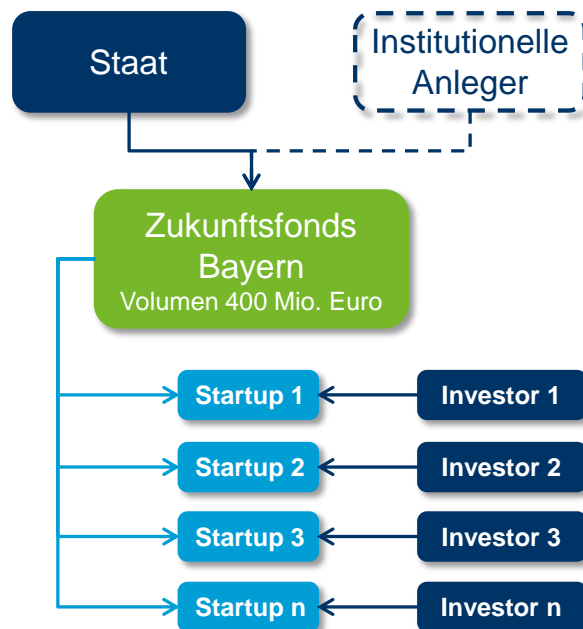 Staat
Institutionelle
Anleger
Zukunftsfonds
Bayern
Volumen 400 Mio. Euro
Startup 1
Investor 1
Startup 2
Investor 2
Startup 3
Investor 3
Startup n
Investor n